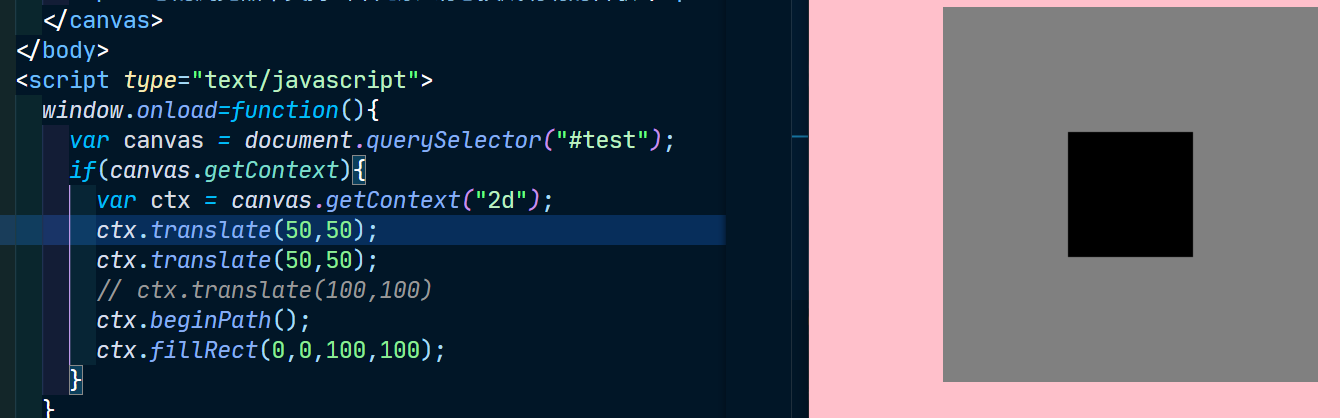 </canvas>
</body>
<script type="text/javascript">
window.onload=function(){
var canvas = document.querySelector("#test");
if(canvas.getContext){
var ctx = canvas.getContext("2d");
ctx.translate(50,50);
ctx.translate(50,50);
// ctx.translate(100,100)
ctx.beginPath();
ctx.fillRect(0,0,100,100);
}
}